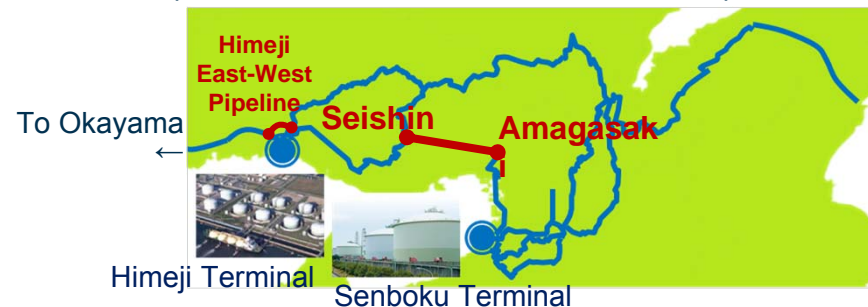 Himeji
East-West
Pipeline
To Okayama
←
Seishin
Amagasak
i
Himeji Terminal
Senboku Terminal